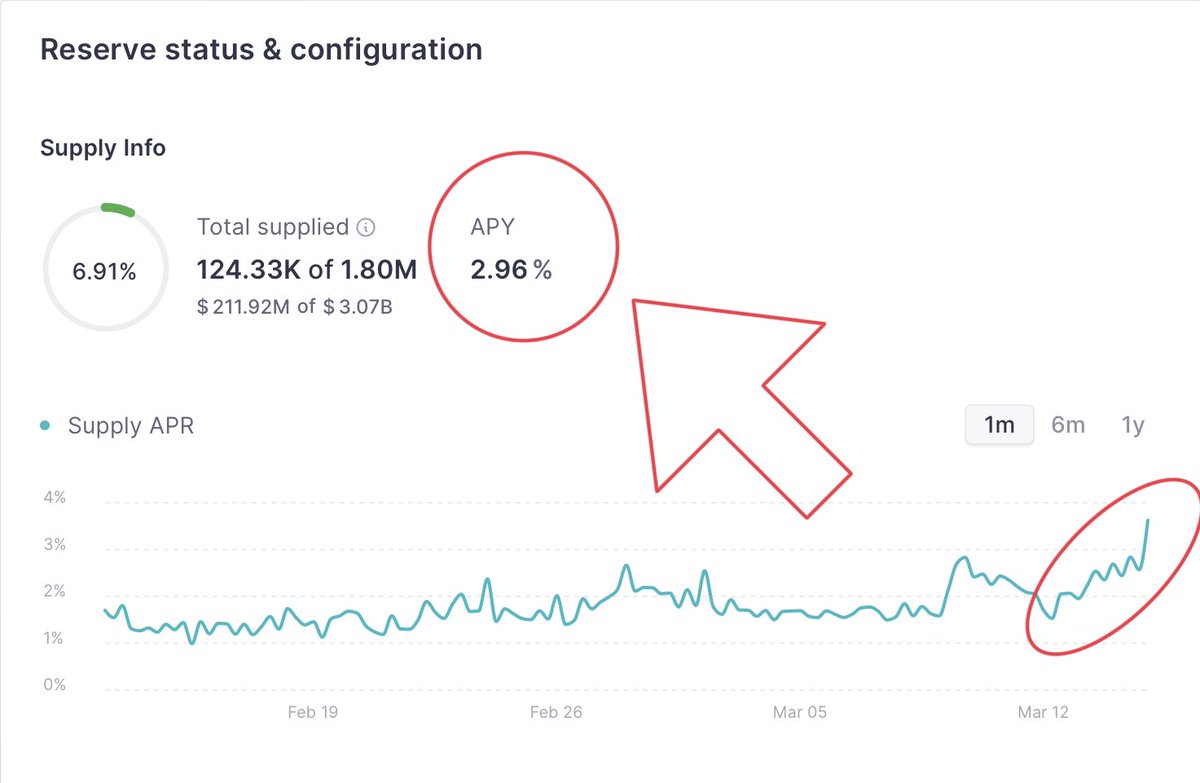 Reserve status & configuration
Supply Info
6.91%
Total supplied
124.33K of 1.80M
$ 211.92M of $ 3.07B
APY
2.96 %
Supply APR
1m 6m 1y
4%
3%
2%
1%
0%
Feb 19 Feb 26 Mar 05 Mar 12